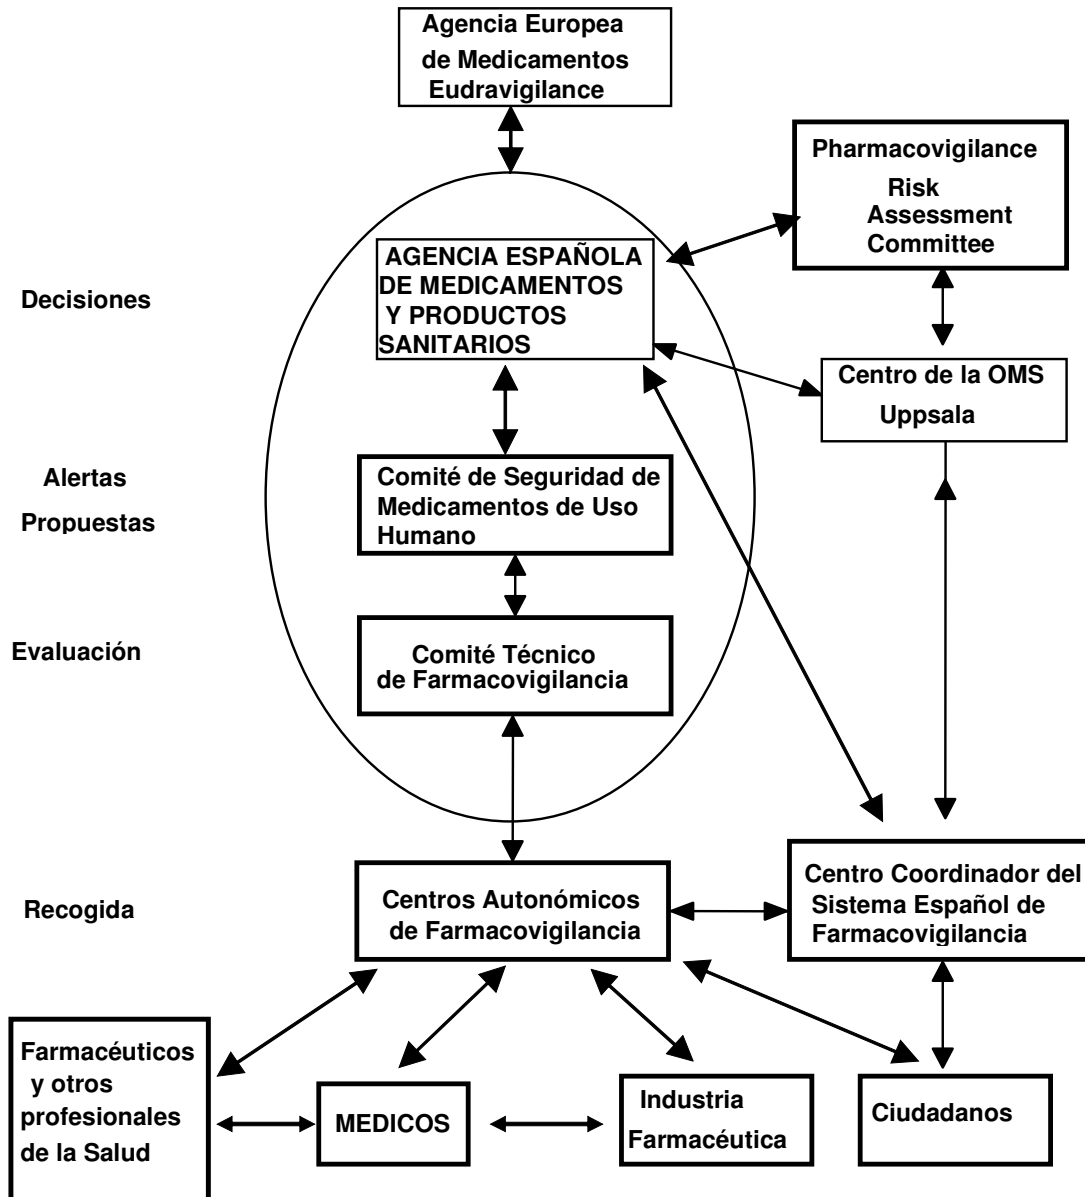 Agencia Europea
de Medicamentos
Eudravigilance
Pharmacovigilance
Risk
Assessment
Committee
AGENCIA ESPAÑOLA
DE MEDICAMENTOS
Y PRODUCTOS
SANITARIOS
Decisiones
Centro de la OMS
Uppsala
Alertas
Propuestas
Comité de Seguridad de
Medicamentos de Uso
Humano
Evaluación
Comité Técnico
de Farmacovigilancia
Recogida
Centros Autonómicos
de Farmacovigilancia
Centro Coordinador del
Sistema Español de
Farmacovigilancia
Farmacéuticos
y otros
profesionales
de la Salud
MEDICOS
Industria
Farmacéutica
Ciudadanos